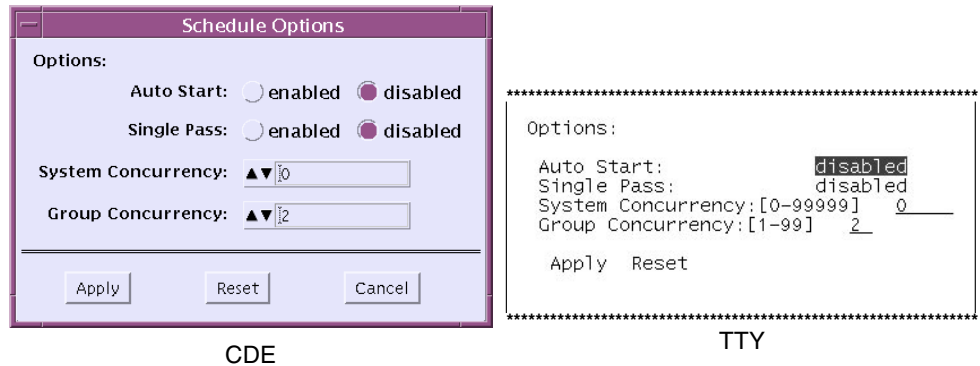 Schedule Options
Options:
Auto Start: enabled disabled
Single Pass: enabled disabled
System Concurrency: 0
Group Concurrency: 2
Apply Reset Cancel
CDE
Options:
Auto Start: disabled
Single Pass: disabled
System Concurrency:[0-99999] 0
Group Concurrency:[1-99] 2
Apply Reset
TTY